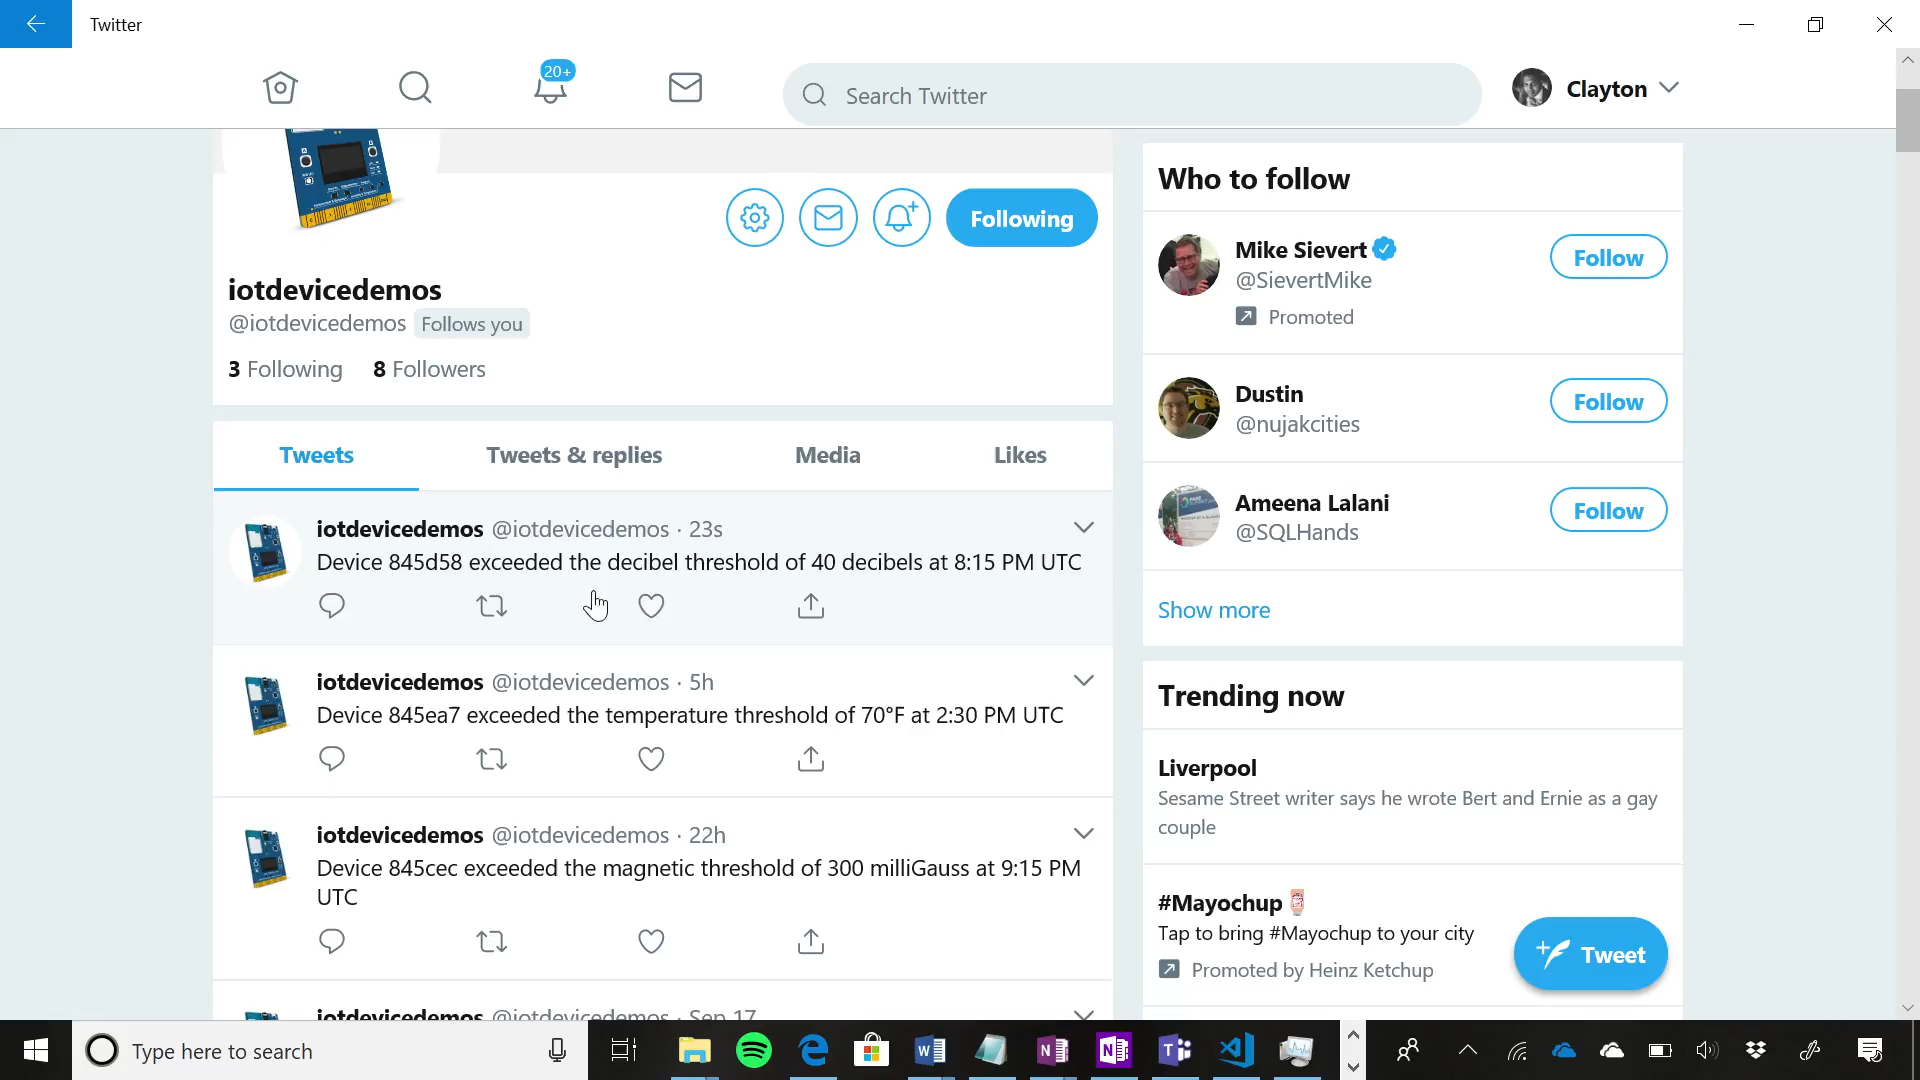 Twitter
20+
Search Twitter
Clayton
Following
iotdevicedemos
@iotdevicedemos Follows you
3 Following 8 Followers
Tweets Tweets & replies Media Likes
iotdevicedemos @iotdevicedemos · 23s
Device 845d58 exceeded the decibel threshold of 40 decibels at 8:15 PM UTC
iotdevicedemos @iotdevicedemos · 5h
Device 845ea7 exceeded the temperature threshold of 70°F at 2:30 PM UTC
iotdevicedemos @iotdevicedemos · 22h
Device 845cec exceeded the magnetic threshold of 300 milliGauss at 9:15 PM
UTC
iotdevicedemos @iotdevicedemos · Sep 17
Who to follow
Mike Sievert
@SievertMike
Promoted
Follow
Dustin
@nujakcities
Follow
Ameena Lalani
@SQLHands
Follow
Show more
Trending now
Liverpool
Sesame Street writer says he wrote Bert and Ernie as a gay
couple
#Mayochup
Tap to bring #Mayochup to your city
Promoted by Heinz Ketchup
Tweet
Type here to search